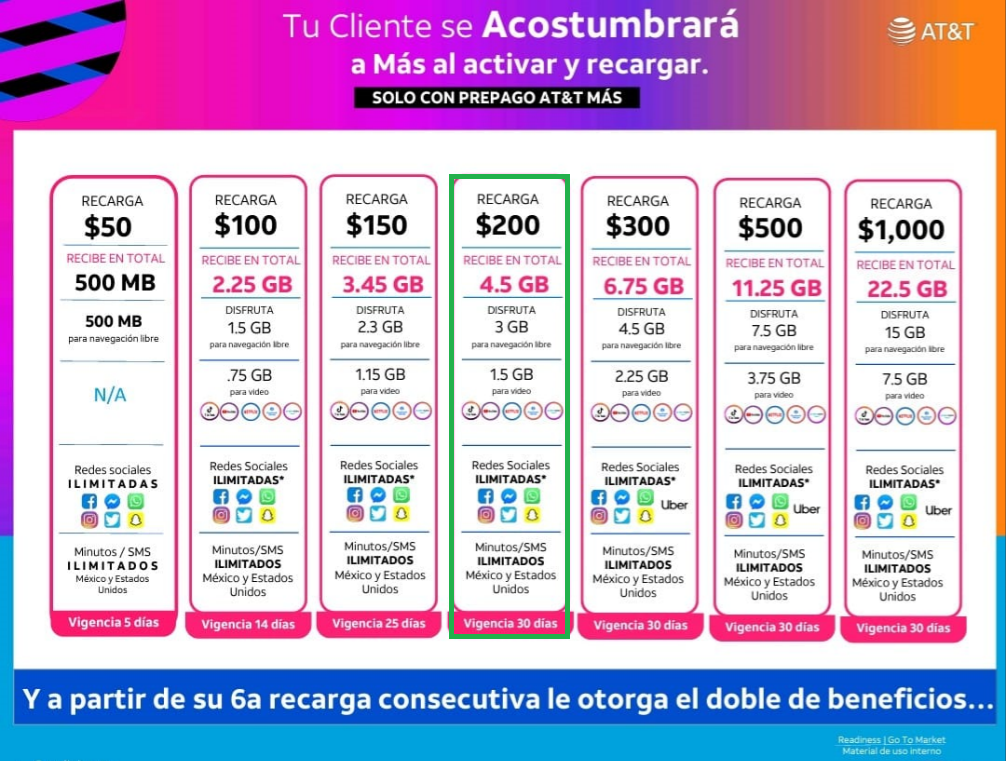 Tu Cliente se Acostumbrará
a Más al activar y recargar.
SOLO CON PREPAGO AT&T MÁS
AT&T
RECARGA
$50
RECIBE EN TOTAL
500 MB
500 MB
para navegación libre
N/A
Redes sociales
ILIMITADAS
Minutos / SMS
ILIMITADOS
México y Estados
Unidos
Vigencia 5 días
RECARGA
$100
RECIBE EN TOTAL
2.25 GB
DISFRUTA
1.5 GB
para navegación libre
.75 GB
para video
Redes Sociales
ILIMITADAS*
Minutos/SMS
ILIMITADOS
México y Estados
Unidos
Vigencia 14 días
RECARGA
$150
RECIBE EN TOTAL
3.45 GB
DISFRUTA
2.3 GB
para navegación libre
1.15 GB
para video
Redes Sociales
ILIMITADAS*
Minutos/SMS
ILIMITADOS
México y Estados
Unidos
Vigencia 25 días
RECARGA
$200
RECIBE EN TOTAL
4.5 GB
DISFRUTA
3 GB
para navegación libre
1.5 GB
para video
Redes Sociales
ILIMITADAS*
Minutos/SMS
ILIMITADOS
México y Estados
Unidos
Vigencia 30 días
RECARGA
$300
RECIBE EN TOTAL
6.75 GB
DISFRUTA
4.5 GB
para navegación libre
2.25 GB
para video
Redes Sociales
ILIMITADAS*
Uber
Minutos/SMS
ILIMITADOS
México y Estados
Unidos
Vigencia 30 días
RECARGA
$500
RECIBE EN TOTAL
11.25 GB
DISFRUTA
7.5 GB
para navegación libre
3.75 GB
para video
Redes Sociales
ILIMITADAS*
Uber
Minutos/SMS
ILIMITADOS
México y Estados
Unidos
Vigencia 30 días
RECARGA
$1,000
RECIBE EN TOTAL
22.5 GB
DISFRUTA
15 GB
para navegación libre
7.5 GB
para video
Redes Sociales
ILIMITADAS*
Uber
Minutos/SMS
ILIMITADOS
México y Estados
Unidos
Vigencia 30 días
Y a partir de su 6a recarga consecutiva le otorga el doble de beneficios...
Readiness | Go To Market
Material de uso interno